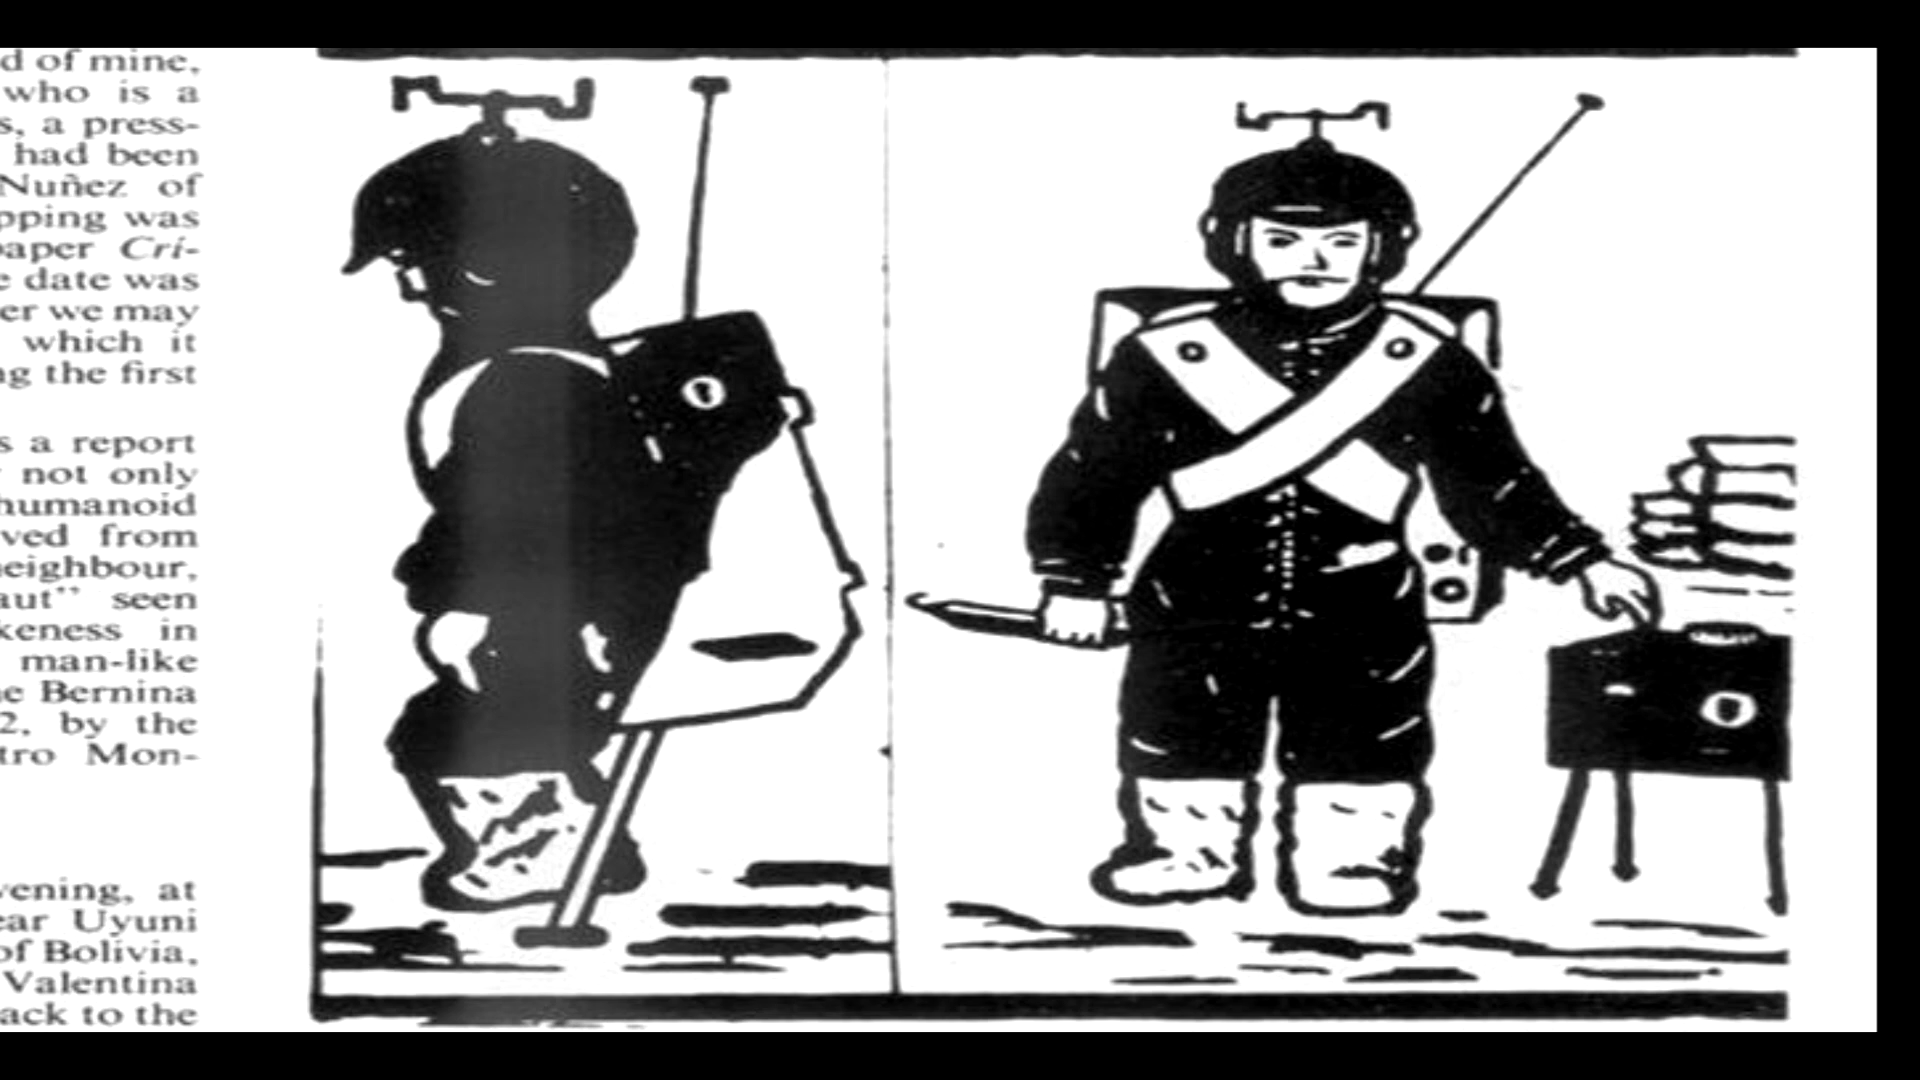 d of mine,
who is a
s, a press-
had been
Nuñez of
pping was
paper Cri-
e date was
er we may
which it
ng the first
s a report
not only
humanoid
ved from
neighbour,
aut" seen
keness in
man-like
ne Bernina
2, by the
tro Mon-
vening, at
ear Uyuni
of Bolivia,
Valentina
ack to the